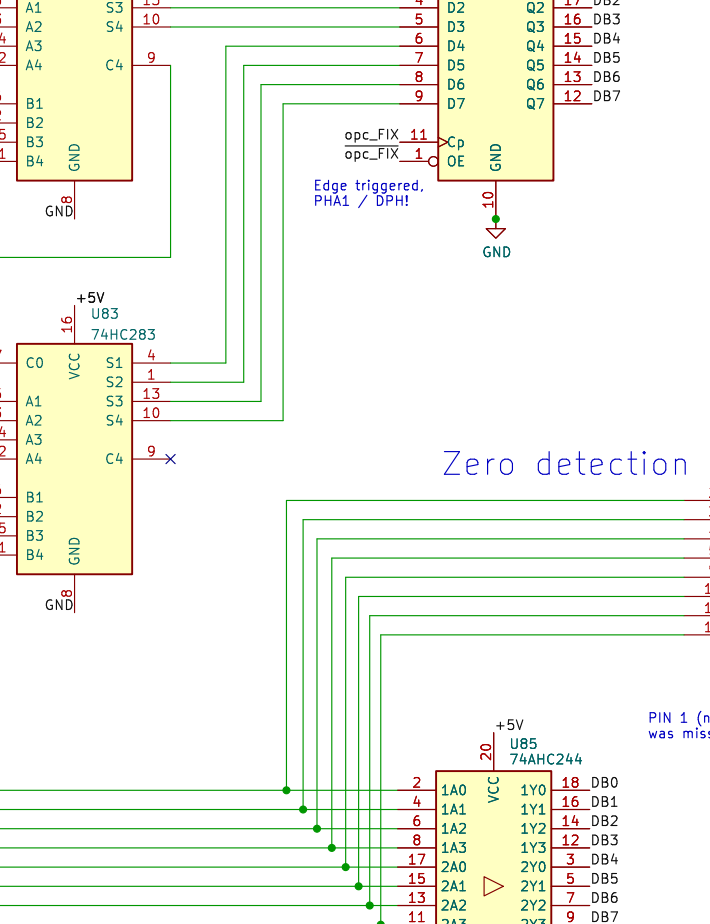 A1 S3 13 4 D2 Q2 17 DB2
S4 10 5 D3 Q3 16 DB3
A3 6 D4 Q4 15 DB4
A4 C4 9 7 D5 Q5 14 DB5
8 D6 Q6 13 DB6
B1 9 D7 Q7 12 DB7
B2
B3 opc_FIX 11 Cp
B4 opc_FIX 1 OE
GND GND
Edge triggered,
PHA1 / DPH!
GND 8 10
GND
+5V
U83
16
74HC283
C0 VCC S1 4
S2 1
A1 S3 13
A2 S4 10
A3
A4 C4 9
Zero detection
B1
B2
B3
B4
GND
GND 8
PIN 1 (n
+5V
was miss
U85
20
74AHC244
2 1A0 VCC 1Y0 18 DB0
4 1A1 1Y1 16 DB1
6 1A2 1Y2 14 DB2
8 1A3 1Y3 12 DB3
17 2A0 2Y0 3 DB4
15 2A1 2Y1 5 DB5
13 2A2 2Y2 7 DB6
11 2A3 2Y3 9 DB7